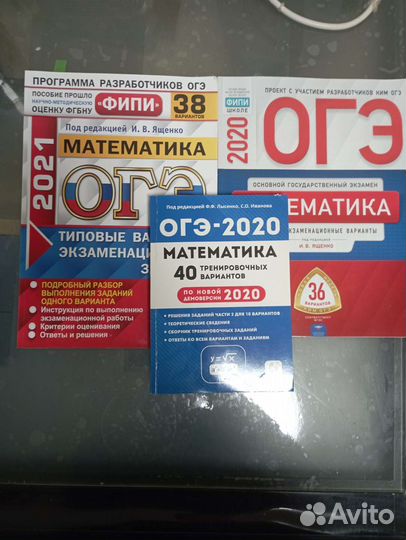 ПРОГРАММА РАЗРАБОТЧИКОВ ОГЭ
ПОСОБИЕ ПРОШЛО
НАУЧНО-МЕТОДИЧЕСКУЮ
ОЦЕНКУ ФГБНУ
«ФИПИ»
38
ВАРИАНТОВ
Под редакцией И. В. Ященко
2021
МАТЕМАТИКА
ОГЭ
ТИПОВЫЕ ВА
ЭКЗАМЕНАЦИ
З
ПОДРОБНЫЙ РАЗБОР
ВЫПОЛНЕНИЯ ЗАДАНИЙ
ОДНОГО ВАРИАНТА
Инструкция по выполнению
экзаменационной работы
Критерии оценивания
Ответы и решения
ПРОЕКТ С УЧАСТИЕМ РАЗРАБОТЧИКОВ КИМ ОГЭ
ФИПИ
ШКОЛЕ
2020
ОГЭ
ОСНОВНОЙ ГОСУДАРСТВЕННЫЙ ЭКЗАМЕН
МАТЕМАТИКА
ЭКЗАМЕНАЦИОННЫЕ ВАРИАНТЫ
ПОД РЕДАКЦИЕЙ
И. В. ЯЩЕНКО
36
ВАРИАНТОВ
Под редакцией Ф.Ф. Лысенко, С.О. Иванова
ОГЭ-2020
МАТЕМАТИКА
40 ТРЕНИРОВОЧНЫХ
ВАРИАНТОВ
ПО НОВОЙ
ДЕМОВЕРСИИ 2020
РЕШЕНИЯ ЗАДАНИЙ ЧАСТИ 2 ДЛЯ 10 ВАРИАНТОВ
ТЕОРЕТИЧЕСКИЕ СВЕДЕНИЯ
СБОРНИК ТРЕНИРОВОЧНЫХ ЗАДАНИЙ
ОТВЕТЫ КО ВСЕМ ВАРИАНТАМ И ЗАДАНИЯМ
y=√x
Avito